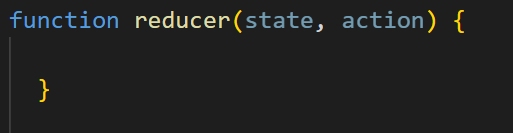 function reducer(state, action) {
}